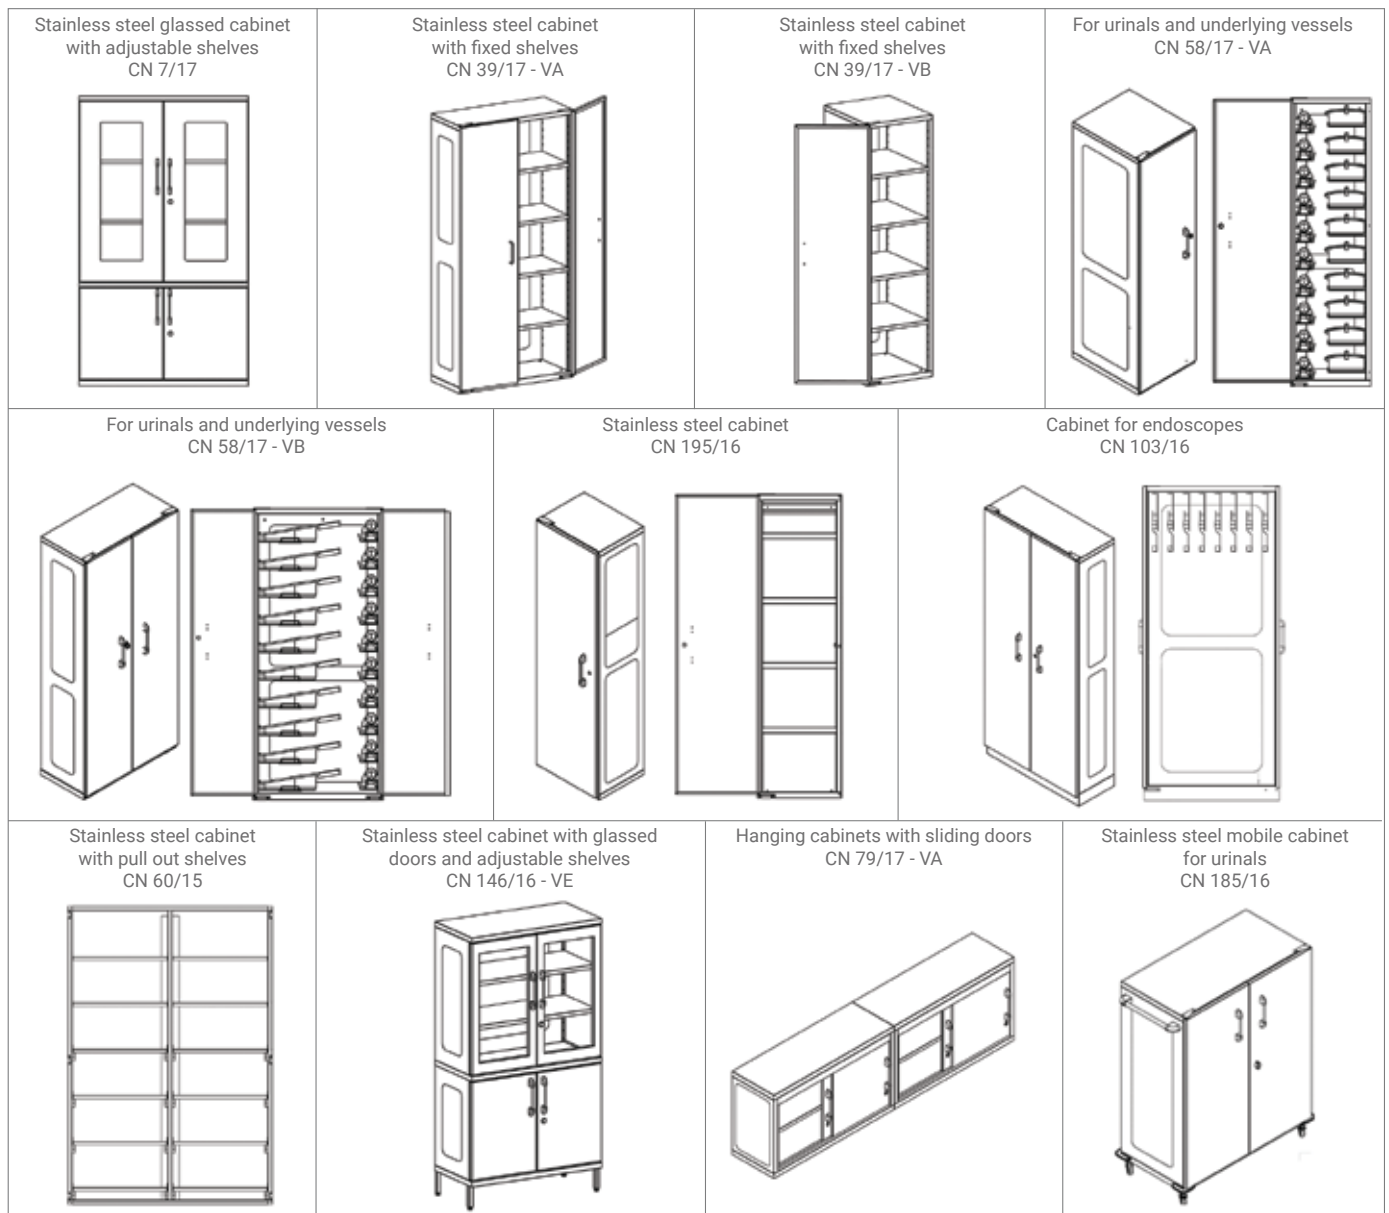 Stainless steel glassed cabinet
with adjustable shelves
CN 7/17
Stainless steel cabinet
with fixed shelves
CN 39/17 - VA
Stainless steel cabinet
with fixed shelves
CN 39/17 - VB
For urinals and underlying vessels
CN 58/17 - VA
For urinals and underlying vessels
CN 58/17 - VB
Stainless steel cabinet
CN 195/16
Cabinet for endoscopes
CN 103/16
Stainless steel cabinet
with pull out shelves
CN 60/15
Stainless steel cabinet with glassed
doors and adjustable shelves
CN 146/16 - VE
Hanging cabinets with sliding doors
CN 79/17 - VA
Stainless steel mobile cabinet
for urinals
CN 185/16